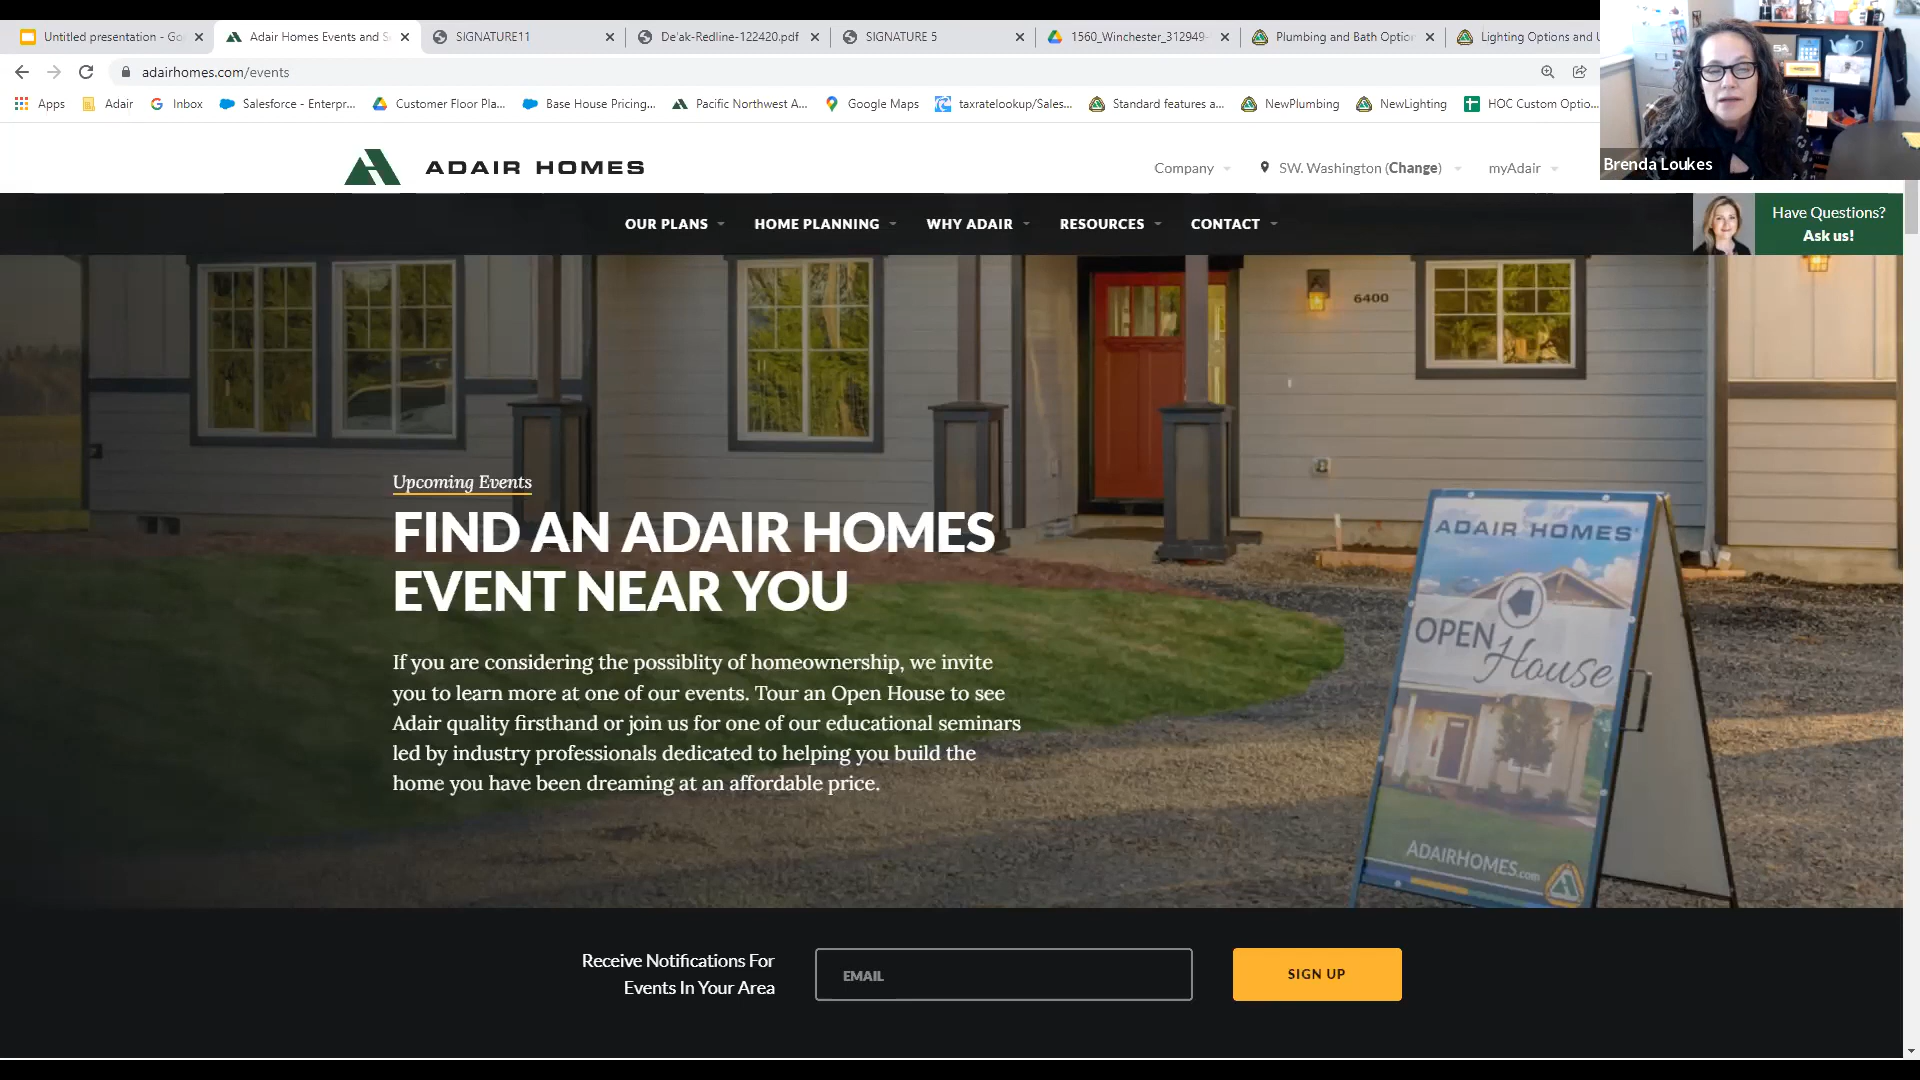 Untitled presentation - Go
Adair Homes Events and S
SIGNATURE11
De'ak-Redline-122420.pdf
SIGNATURE 5
1560_Winchester_312949-
Plumbing and Bath Optio
Lighting Options and U
adairhomes.com/events
Apps
Adair
Inbox
Salesforce - Enterpr...
Customer Floor Pla...
Base House Pricing...
Pacific Northwest A...
Google Maps
taxratelookup/Sales...
Standard features a...
NewPlumbing
NewLighting
HOC Custom Optio...
Brenda Loukes
ADAIR HOMES
Company
SW. Washington (Change)
myAdair
OUR PLANS
HOME PLANNING
WHY ADAIR
RESOURCES
CONTACT
Have Questions?
Ask us!
6400
Upcoming Events
FIND AN ADAIR HOMES
EVENT NEAR YOU
If you are considering the possiblity of homeownership, we invite
you to learn more at one of our events. Tour an Open House to see
Adair quality firsthand or join us for one of our educational seminars
led by industry professionals dedicated to helping you build the
home you have been dreaming at an affordable price.
ADAIR HOMES
OPEN
House
ADAIRHOMES.com
Receive Notifications For
Events In Your Area
EMAIL
SIGN UP